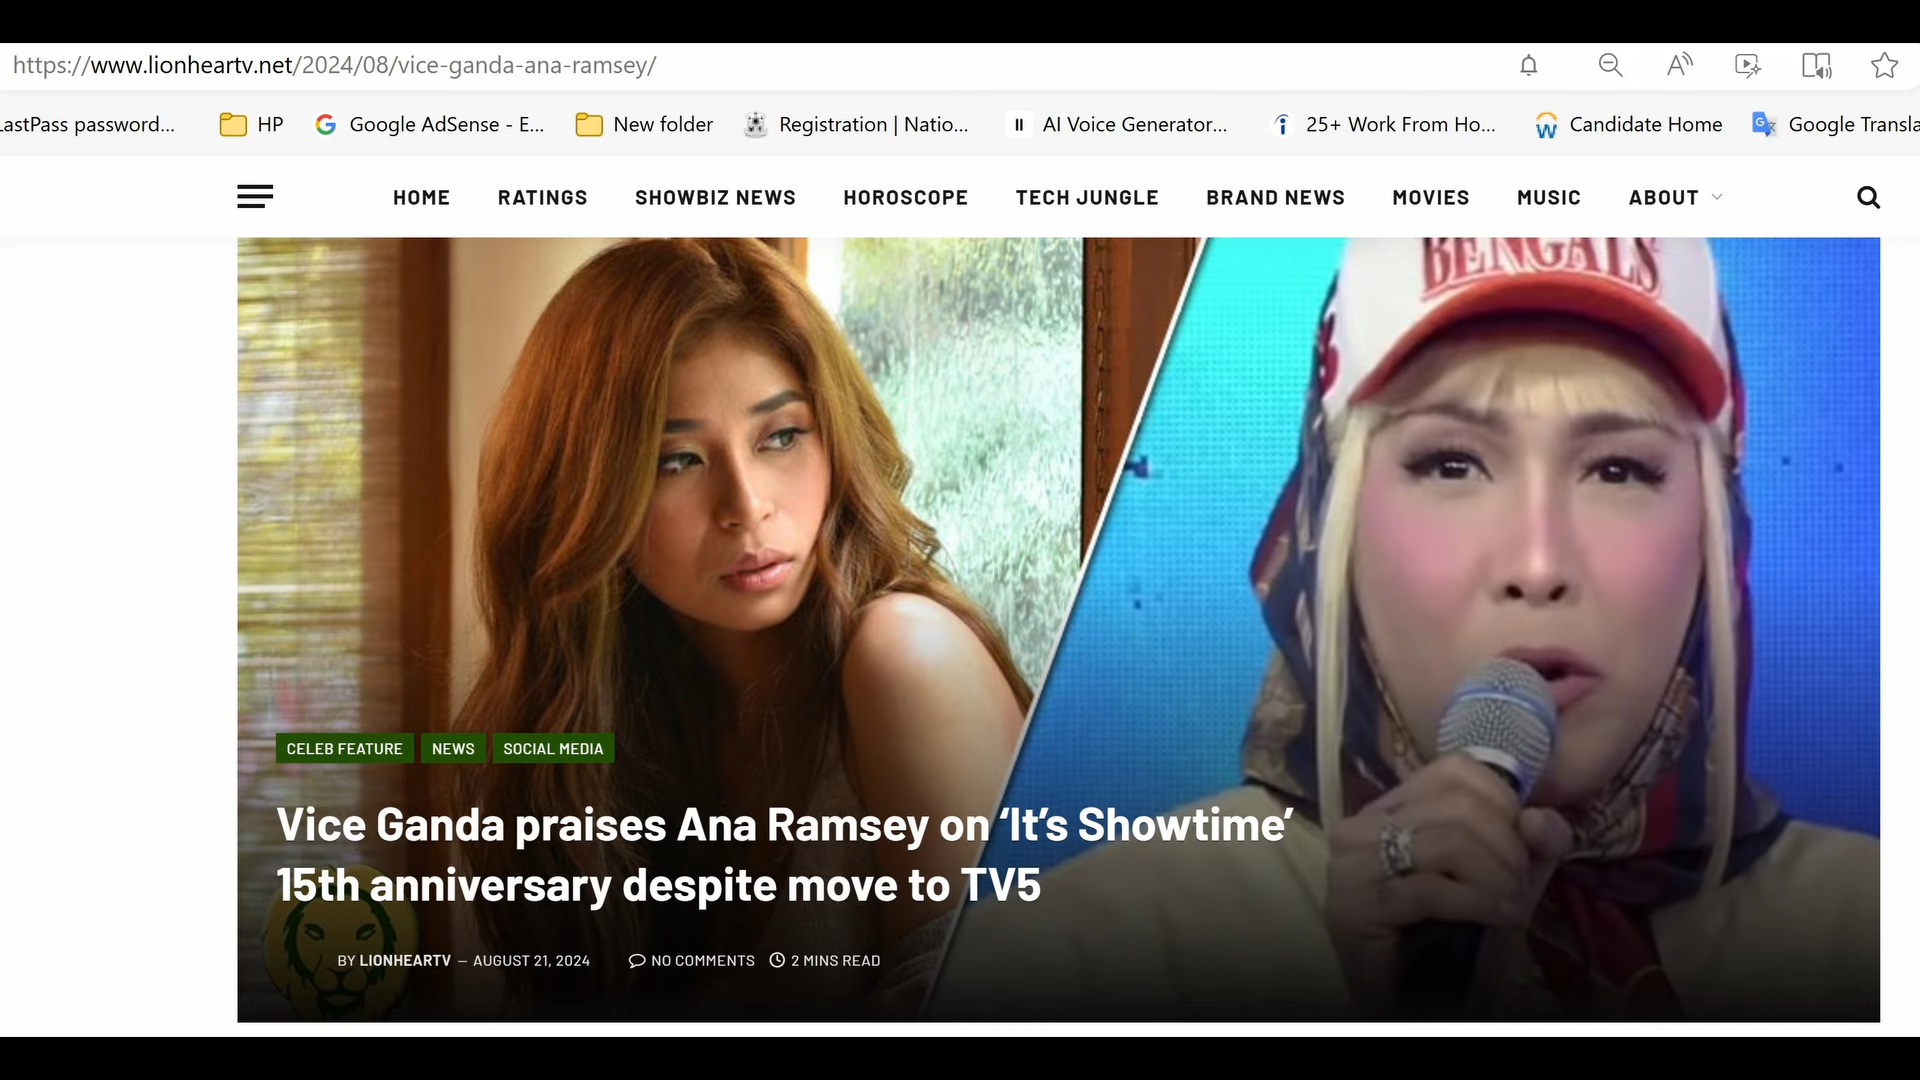 https://www.lionheartv.net/2024/08/vice-ganda-ana-ramsey/
LastPass password... HP Google AdSense - E... New folder Registration | Natio... AI Voice Generator... 25+ Work From Ho... Candidate Home Google Transla
HOME RATINGS SHOWBIZ NEWS HOROSCOPE TECH JUNGLE BRAND NEWS MOVIES MUSIC ABOUT
BENGALS
CELEB FEATURE NEWS SOCIAL MEDIA
Vice Ganda praises Ana Ramsey on ‘It’s Showtime’
15th anniversary despite move to TV5
BY LIONHEARTV — AUGUST 21, 2024 NO COMMENTS 2 MINS READ